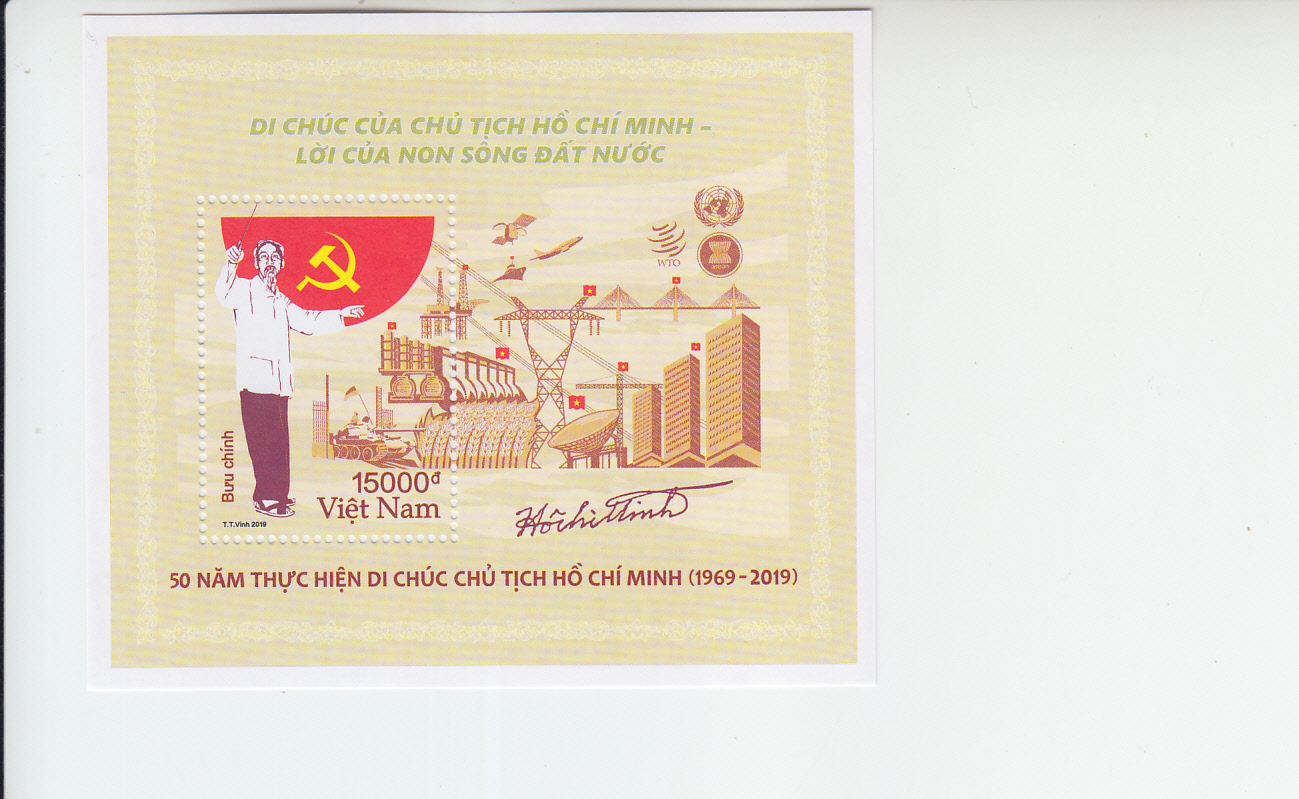 DI CHÚC CỦA CHỦ TỊCH HỒ CHÍ MINH –
LỜI CỦA NON SÔNG ĐẤT NƯỚC
WTO
asean
Bưu chính
15000đ
Việt Nam
T.T.Vinh 2019
Hồ Chí Minh
50 NĂM THỰC HIỆN DI CHÚC CHỦ TỊCH HỒ CHÍ MINH (1969-2019)